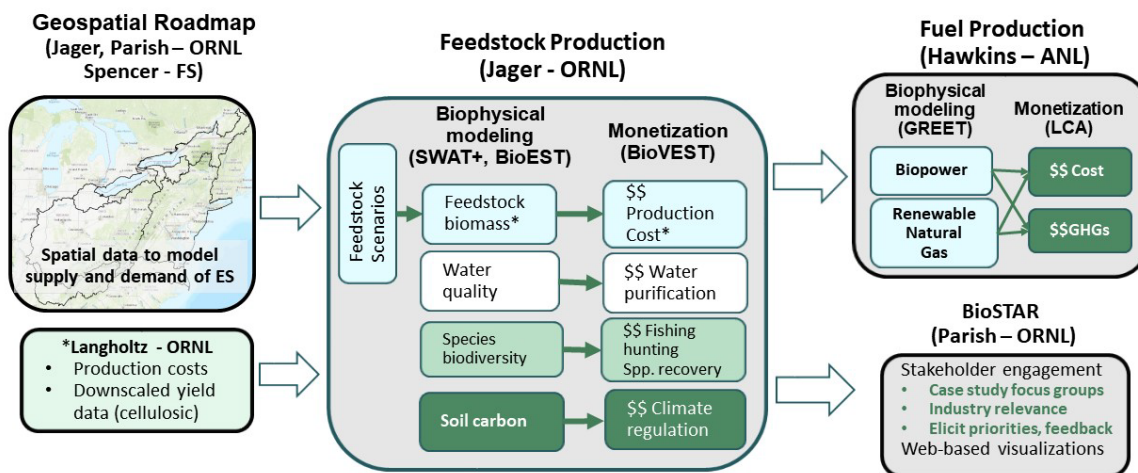 Geospatial Roadmap
(Jager, Parish – ORNL
Spencer - FS)
Spatial data to model
supply and demand of ES
*Langholtz - ORNL
• Production costs
• Downscaled yield
data (cellulosic)
Feedstock Production
(Jager - ORNL)
Feedstock
Scenarios
Biophysical
modeling
(SWAT+, BioEST)
Monetization
(BioVEST)
Feedstock
biomass*
$$
Production
Cost*
Water
quality
$$ Water
purification
Species
biodiversity
$$ Fishing
hunting
Spp. recovery
Soil carbon
$$ Climate
regulation
Fuel Production
(Hawkins – ANL)
Biophysical
modeling
(GREET)
Monetization
(LCA)
Biopower
$$ Cost
Renewable
Natural
Gas
$$GHGs
BioSTAR
(Parish – ORNL)
Stakeholder engagement
• Case study focus groups
• Industry relevance
• Elicit priorities, feedback
Web-based visualizations